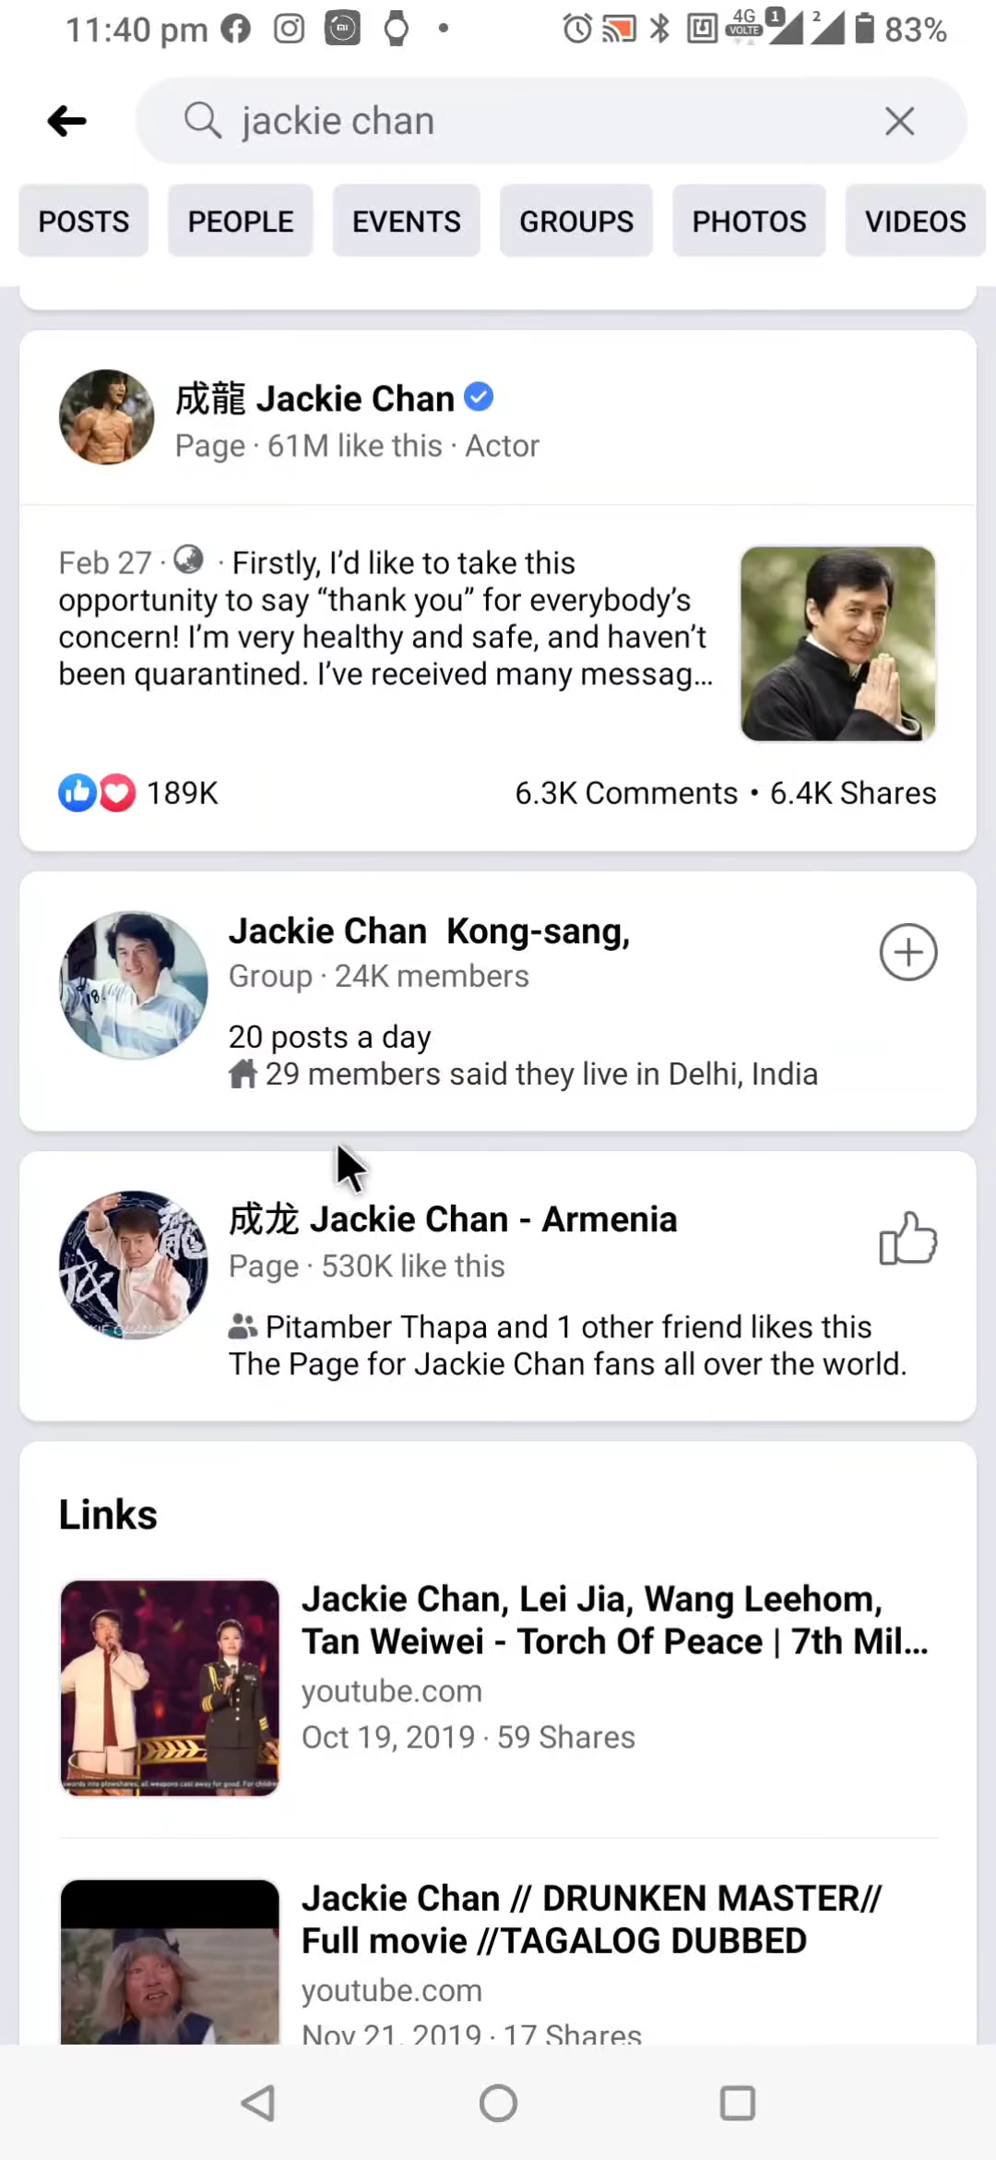 11:40 pm 4G VOLTE 1 2 83%
jackie chan
POSTS PEOPLE EVENTS GROUPS PHOTOS VIDEOS
成龍 Jackie Chan
Page · 61M like this · Actor
Feb 27 · · Firstly, I’d like to take this
opportunity to say “thank you” for everybody’s
concern! I’m very healthy and safe, and haven’t
been quarantined. I’ve received many messag…
189K 6.3K Comments • 6.4K Shares
Jackie Chan Kong-sang,
Group · 24K members
20 posts a day
29 members said they live in Delhi, India
成龙 Jackie Chan - Armenia
Page · 530K like this
Pitamber Thapa and 1 other friend likes this
The Page for Jackie Chan fans all over the world.
Links
Jackie Chan, Lei Jia, Wang Leehom,
Tan Weiwei - Torch Of Peace | 7th Mil…
youtube.com
Oct 19, 2019 · 59 Shares
Jackie Chan // DRUNKEN MASTER//
Full movie //TAGALOG DUBBED
youtube.com
Nov 21, 2019 · 17 Shares